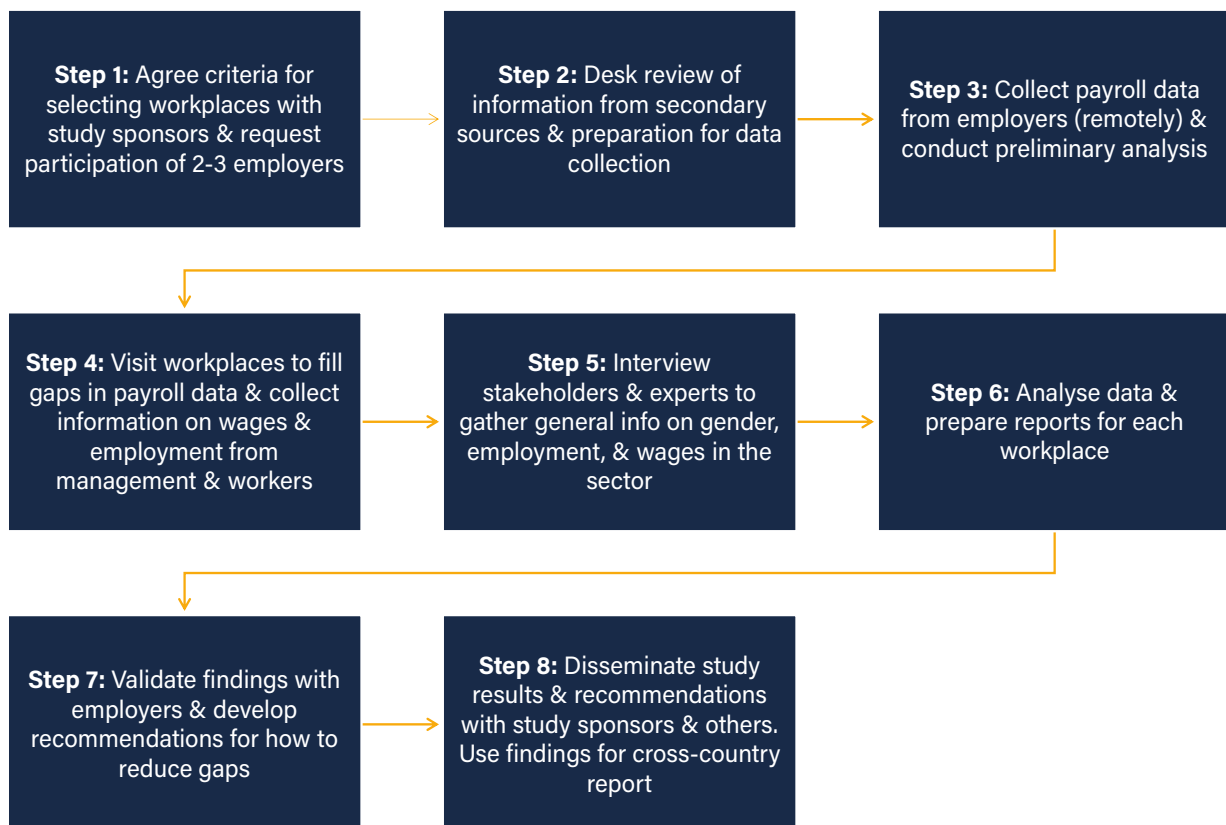 Step 1: Agree criteria for
selecting workplaces with
study sponsors & request
participation of 2-3 employers
Step 2: Desk review of
information from secondary
sources & preparation for data
collection
Step 3: Collect payroll data
from employers (remotely) &
conduct preliminary analysis
Step 4: Visit workplaces to fill
gaps in payroll data & collect
information on wages &
employment from
management & workers
Step 5: Interview
stakeholders & experts to
gather general info on gender,
employment, & wages in the
sector
Step 6: Analyse data &
prepare reports for each
workplace
Step 7: Validate findings with
employers & develop
recommendations for how to
reduce gaps
Step 8: Disseminate study
results & recommendations
with study sponsors & others.
Use findings for cross-country
report